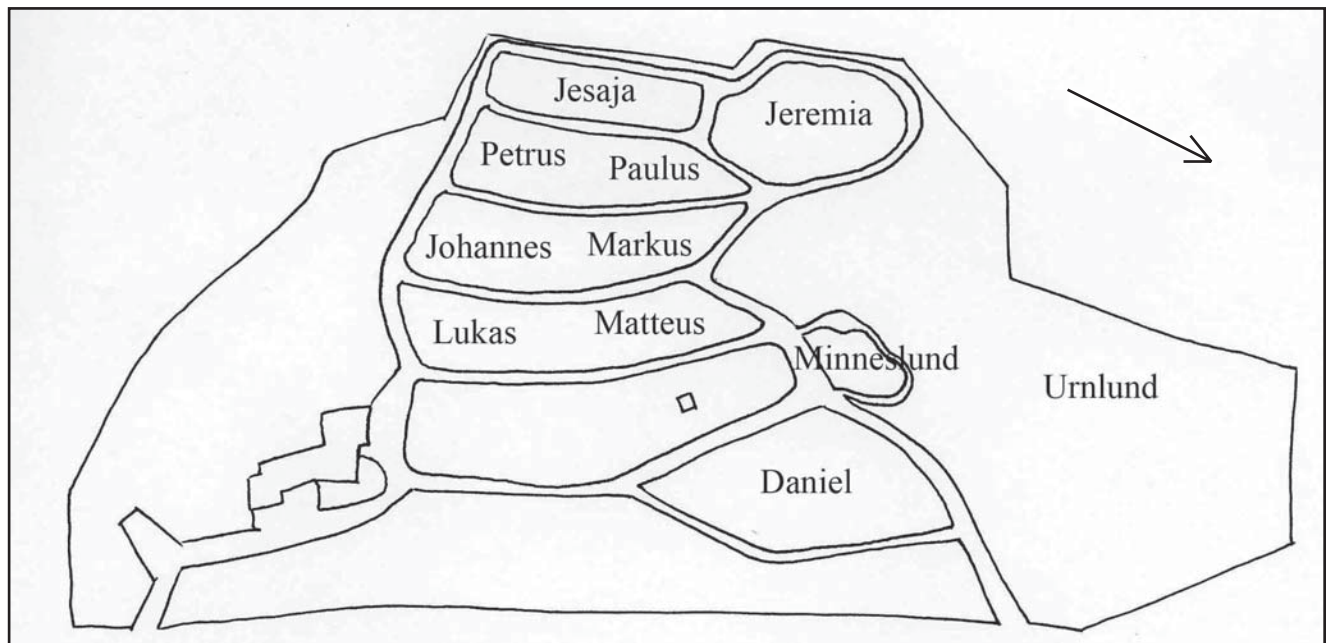 Jesaja
Jeremia
Petrus Paulus
Johannes Markus
Lukas Matteus
Minneslund
Urnlund
Daniel